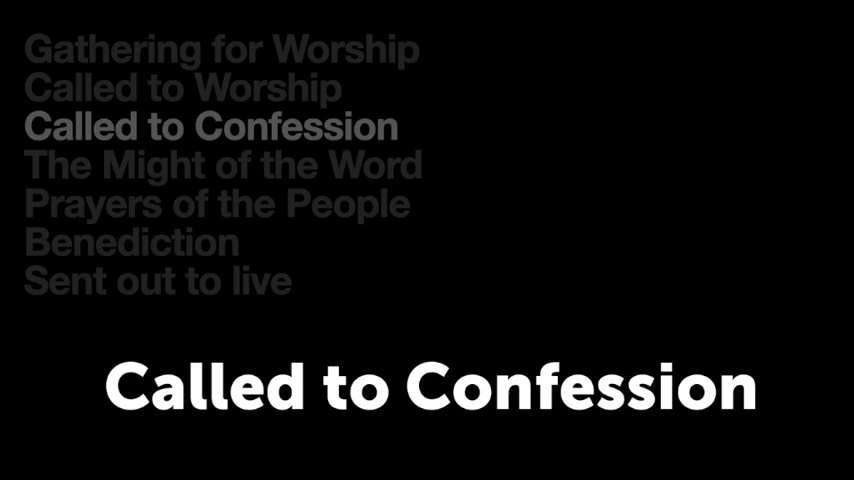 Gathering for Worship
Called to Worship
Called to Confession
The Might of the Word
Prayers of the People
Benediction
Sent out to live
Called to Confession